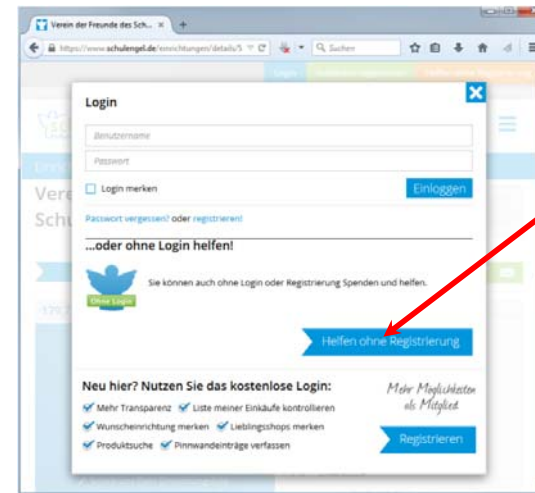 Verein der Freunde des Sch...
https://www.schulengel.de/einrichtungen/details/5
Suchen
Login
Benutzername
Passwort
Login merken
Einloggen
Passwort vergessen? oder registrieren!
...oder ohne Login helfen!
Sie können auch ohne Login oder Registrierung Spenden und helfen.
Ohne Login
Helfen ohne Registrierung
Neu hier? Nutzen Sie das kostenlose Login:
Mehr Möglichkeiten
als Mitglied
Mehr Transparenz Liste meiner Einkäufe kontrollieren
Wunscheinrichtung merken Lieblingsshops merken
Produktsuche Pinnwandeinträge verfassen
Registrieren